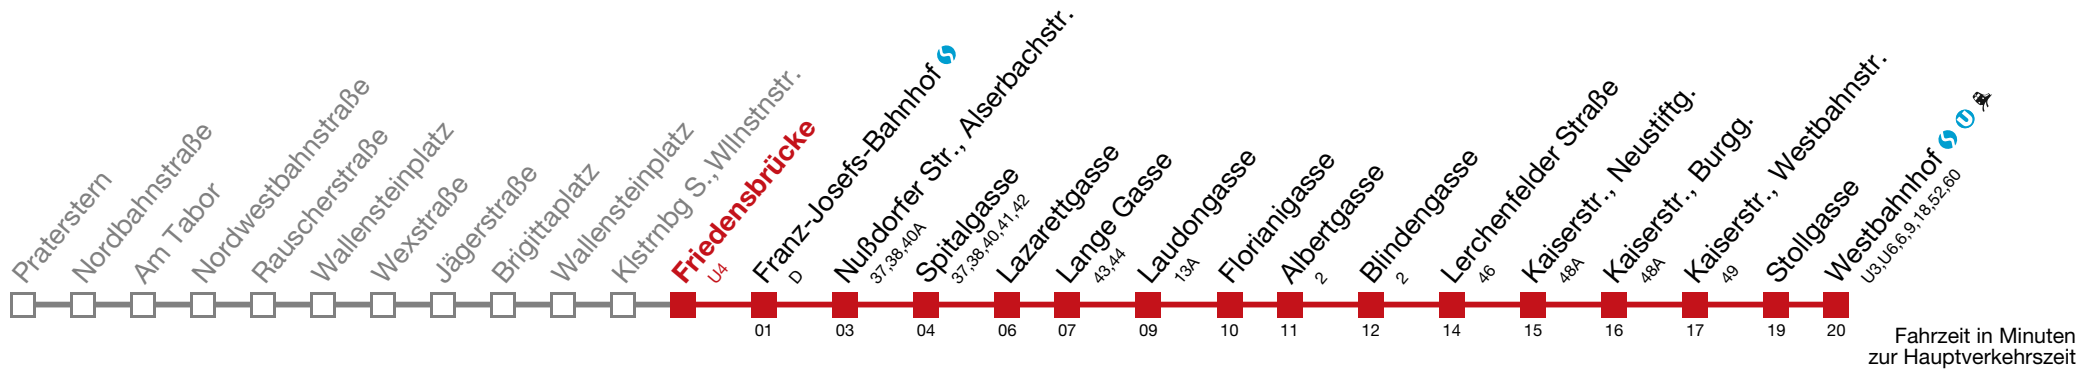 Praterstern
Nordbahnstraße
Am Tabor
Nordwestbahnstraße
Rauscherstraße
Wallensteinplatz
Wexstraße
Jägerstraße
Brigittaplatz
Wallensteinplatz
Klstrnbg S., Wllnstnstr.
Friedensbrücke
U4
Franz-Josefs-Bahnhof
D
Nußdorfer Str., Alserbachstr.
37,38,40A
Spitalgasse
37,38,40,41,42
Lazarettgasse
Lange Gasse
43,44
Laudongasse
13A
Florianigasse
Albertgasse
2
Blindengasse
2
Lerchenfelder Straße
46
Kaiserstr., Neustiftg.
48A
Kaiserstr., Burgg.
48A
Kaiserstr., Westbahnstr.
49
Stollgasse
Westbahnhof U
U3,U6,6,9,18,52,60
01 03 04 06 07 09 10 11 12 14 15 16 17 19 20
Fahrzeit in Minuten
zur Hauptverkehrszeit